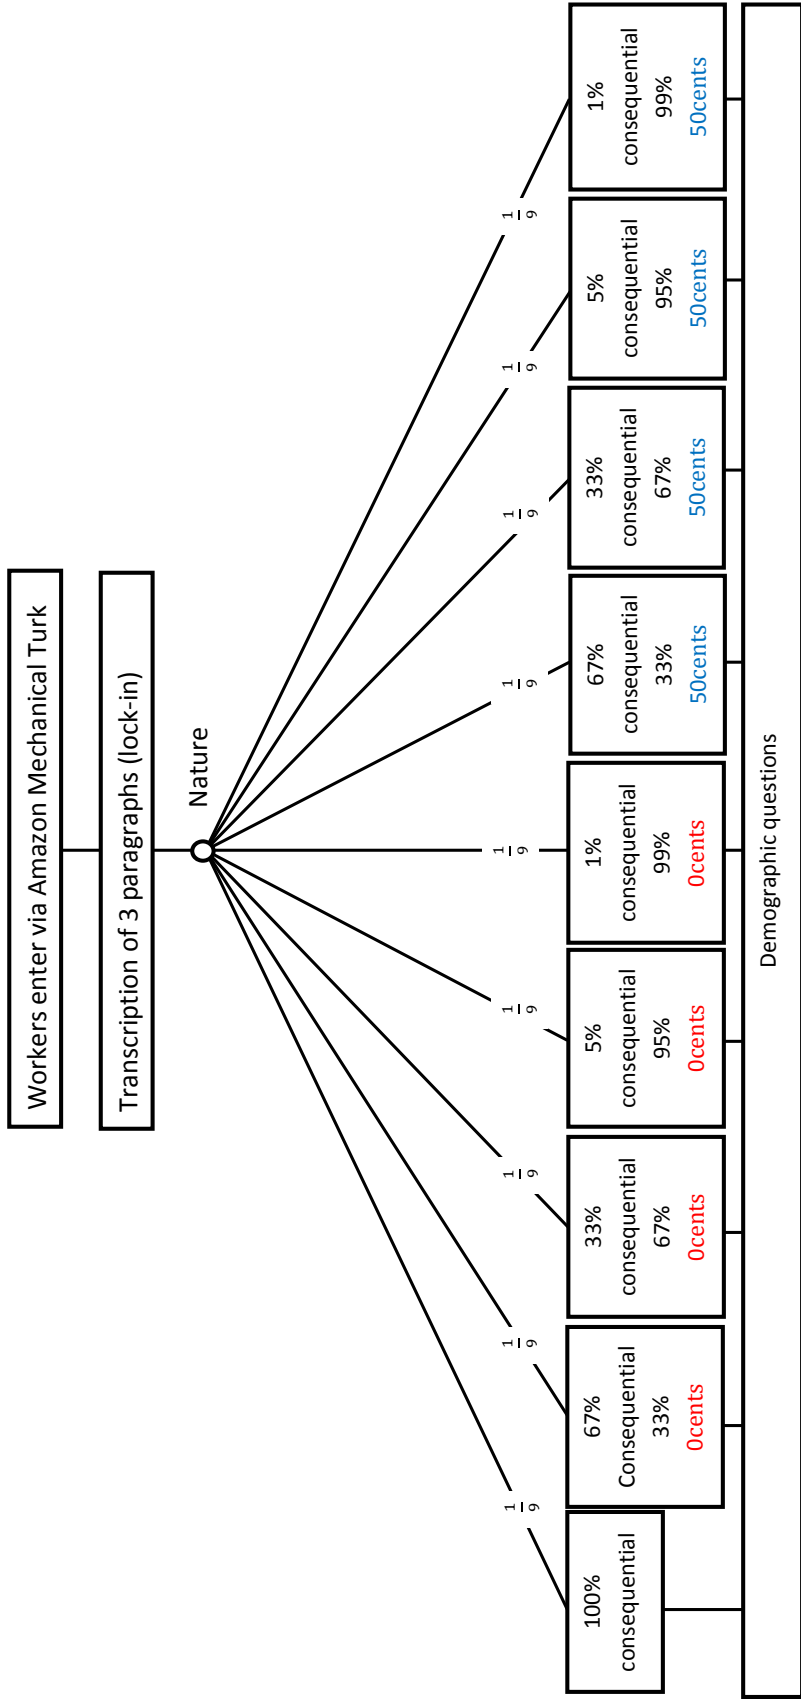 Workers enter via Amazon Mechanical Turk
Transcription of 3 paragraphs (lock-in)
Nature
1
9
1
9
1
9
1
9
1
9
1
9
1
9
1
9
1
9
100%
consequential
67%
Consequential
33%
0cents
33%
consequential
67%
0cents
5%
consequential
95%
0cents
1%
consequential
99%
0cents
67%
consequential
33%
50cents
33%
consequential
67%
50cents
5%
consequential
95%
50cents
1%
consequential
99%
50cents
Demographic questions